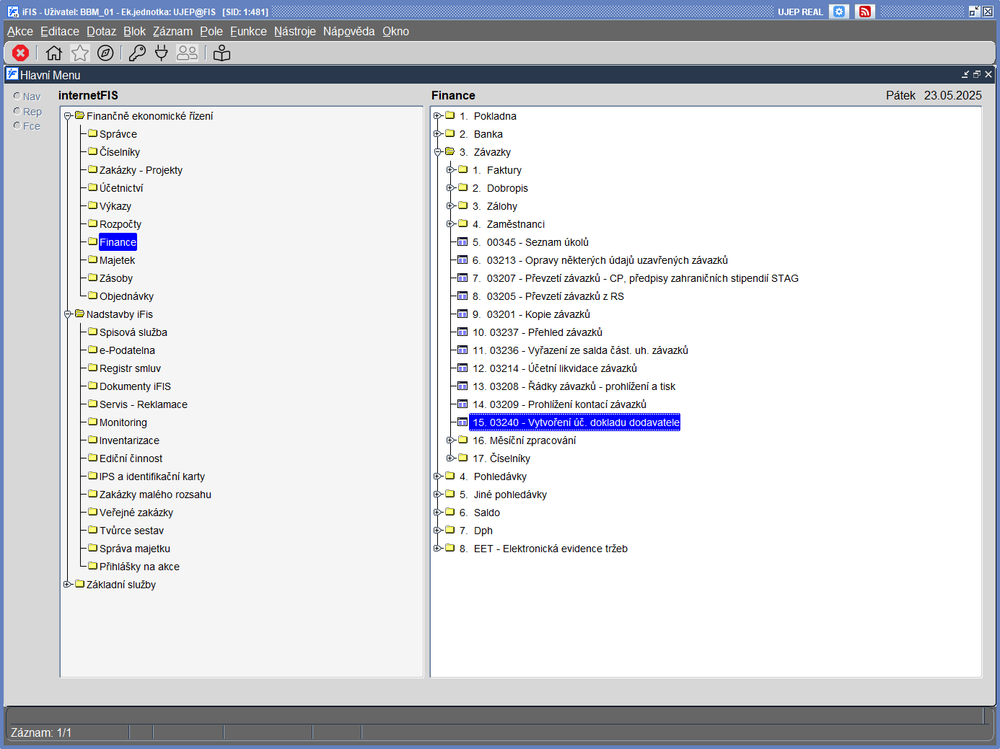 iFIS - Uživatel: BBM_01 - Ek.jednotka: UJEP@FIS [SID: 1:481]
UJEP REAL
Akce Editace Dotaz Blok Záznam Pole Funkce Nástroje Nápověda Okno
Hlavní Menu
Nav
Rep
Fce
internetFIS
Finančně ekonomické řízení
Správce
Číselníky
Zakázky - Projekty
Účetnictví
Výkazy
Rozpočty
Finance
Majetek
Zásoby
Objednávky
Nadstavby iFis
Spisová služba
e-Podatelna
Registr smluv
Dokumenty iFIS
Servis - Reklamace
Monitoring
Inventarizace
Ediční činnost
IPS a identifikační karty
Zakázky malého rozsahu
Veřejné zakázky
Tvůrce sestav
Správa majetku
Přihlášky na akce
Základní služby
Finance
Pátek 23.05.2025
1. Pokladna
2. Banka
3. Závazky
1. Faktury
2. Dobropis
3. Zálohy
4. Zaměstnanci
5. 00345 - Seznam úkolů
6. 03213 - Opravy některých údajů uzavřených závazků
7. 03207 - Převzetí závazků - CP, předpisy zahraničních stipendií STAG
8. 03205 - Převzetí závazků z RS
9. 03201 - Kopie závazků
10. 03237 - Přehled závazků
11. 03236 - Vyřazení ze salda část. uh. závazků
12. 03214 - Účetní likvidace závazků
13. 03208 - Řádky závazků - prohlížení a tisk
14. 03209 - Prohlížení kontací závazků
15. 03240 - Vytvoření úč. dokladu dodavatele
16. Měsíční zpracování
17. Číselníky
4. Pohledávky
5. Jiné pohledávky
6. Saldo
7. Dph
8. EET - Elektronická evidence tržeb
Záznam: 1/1